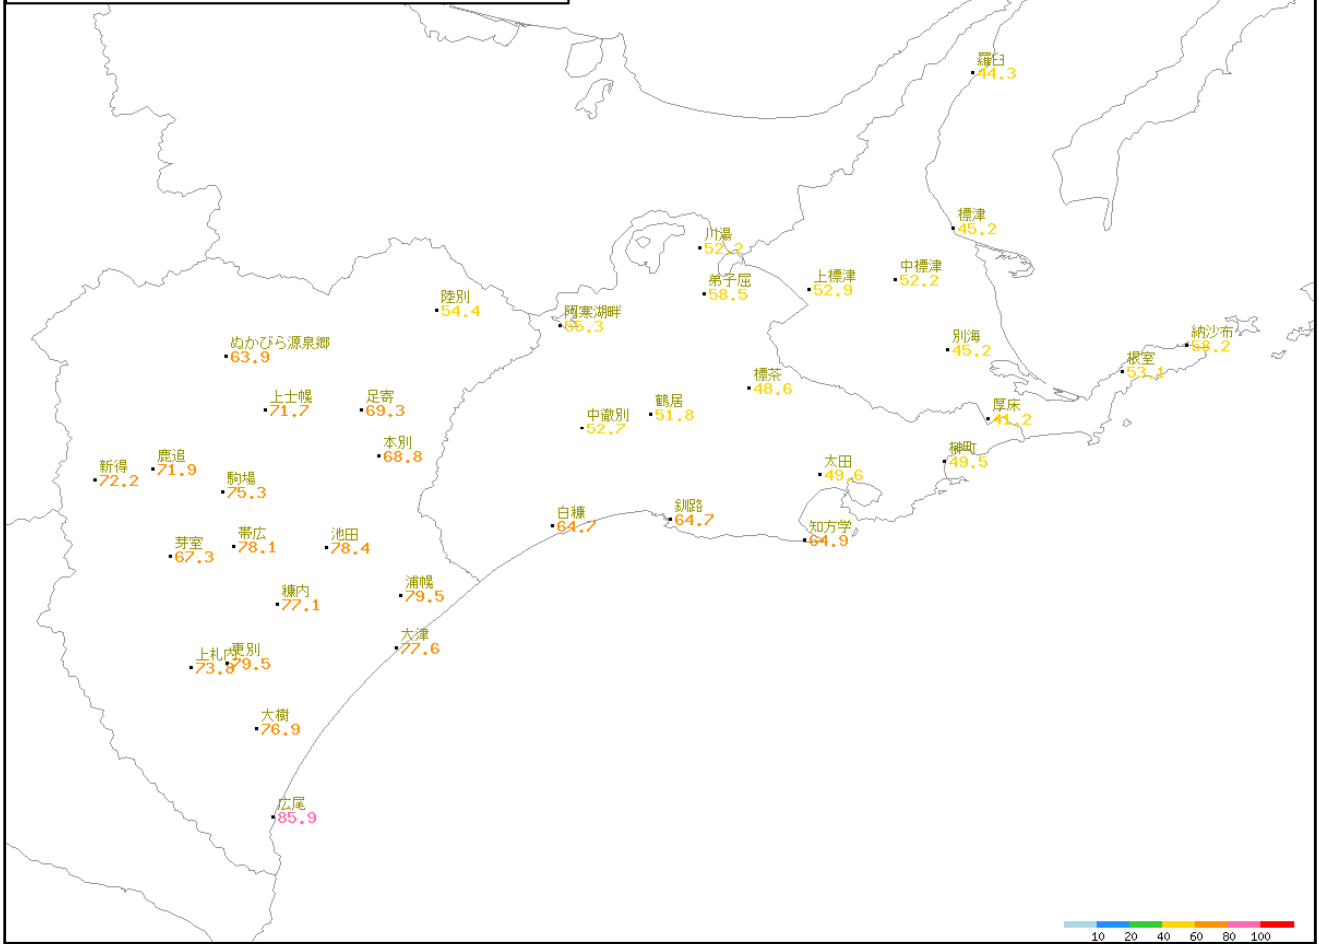 羅臼
44.3
標津
45.2
川湯
52.2
弟子屈
58.5
上標津
52.9
中標津
52.2
陸別
54.4
阿寒湖畔
55.3
ぬかびら源泉郷
63.9
別海
45.2
納沙布
58.2
根室
53.1
標茶
48.6
上士幌
71.7
足寄
69.3
鶴居
51.8
中徹別
52.7
厚床
41.2
本別
68.8
榊町
49.5
新得
72.2
鹿追
71.9
太田
49.6
駒場
75.3
白糠
64.7
釧路
64.7
知方学
64.9
芽室
67.3
帯広
78.1
池田
78.4
糠内
77.1
浦幌
79.5
大津
77.6
上札内
73.8
更別
79.5
大樹
76.9
広尾
85.9
10 20 40 60 80 100